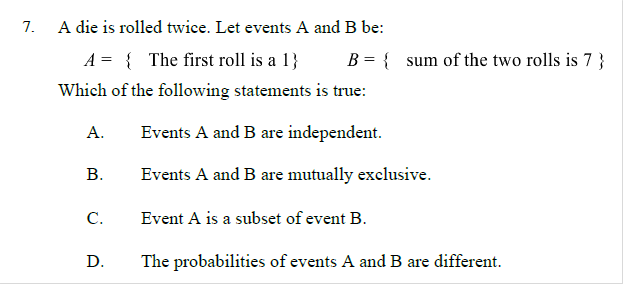 7. A die is rolled twice. Let events A and B be:
A = { The first roll is a 1} B = { sum of the two rolls is 7 }
Which of the following statements is true:
A. Events A and B are independent.
B. Events A and B are mutually exclusive.
C. Event A is a subset of event B.
D. The probabilities of events A and B are different.